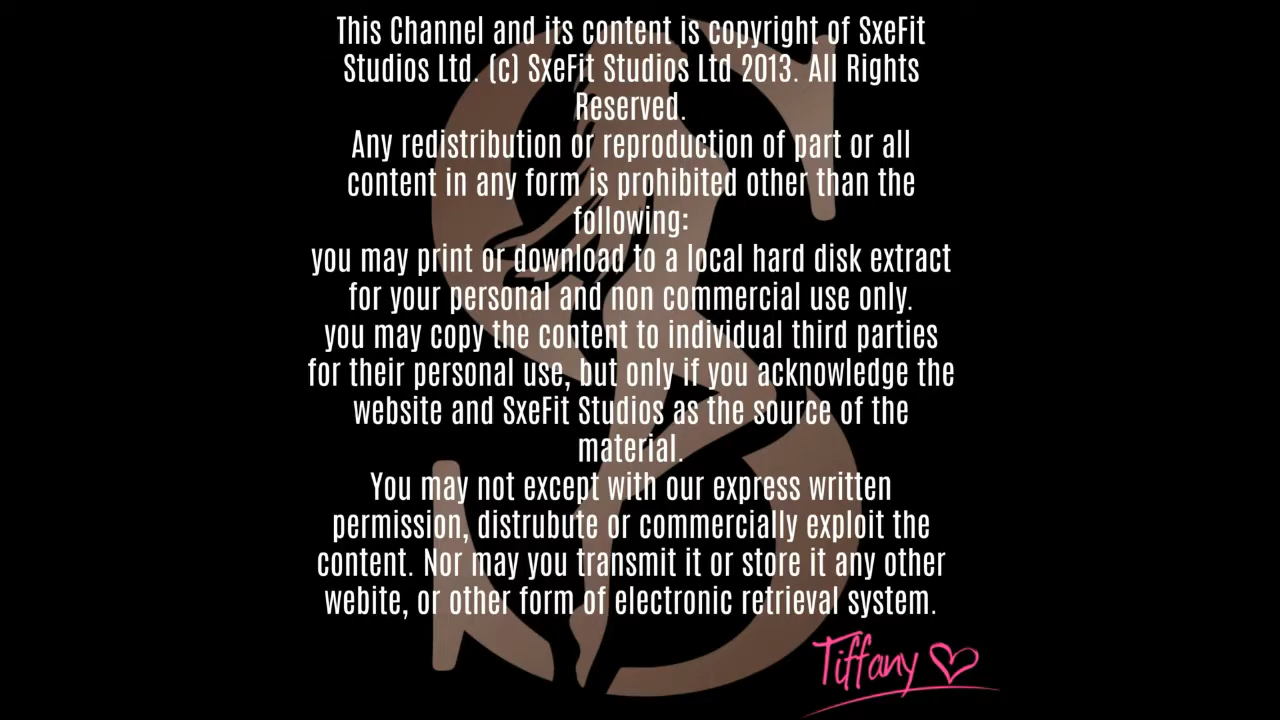 This Channel and its content is copyright of SxeFit
Studios Ltd. (c) SxeFit Studios Ltd 2013. All Rights
Reserved.
Any redistribution or reproduction of part or all
content in any form is prohibited other than the
following:
you may print or download to a local hard disk extract
for your personal and non commercial use only.
you may copy the content to individual third parties
for their personal use, but only if you acknowledge the
website and SxeFit Studios as the source of the
material.
You may not except with our express written
permission, distrubute or commercially exploit the
content. Nor may you transmit it or store it any other
webite, or other form of electronic retrieval system.
Tiffany